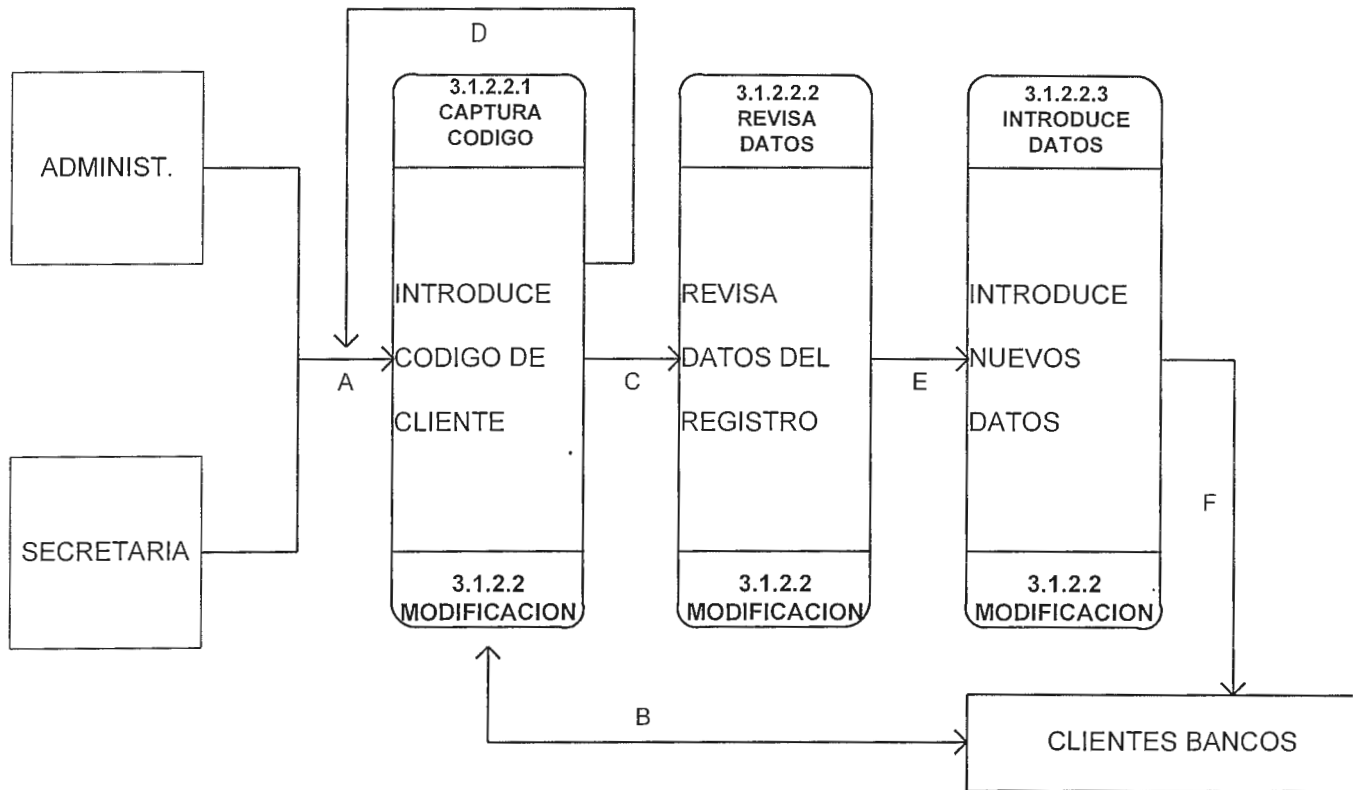 D
ADMINIST.
3.1.2.2.1
CAPTURA
CODIGO
INTRODUCE
CODIGO DE
CLIENTE
3.1.2.2
MODIFICACION
3.1.2.2.2
REVISA
DATOS
REVISA
DATOS DEL
REGISTRO
3.1.2.2
MODIFICACION
3.1.2.2.3
INTRODUCE
DATOS
INTRODUCE
NUEVOS
DATOS
3.1.2.2
MODIFICACION
A
C
E
SECRETARIA
F
B
CLIENTES BANCOS